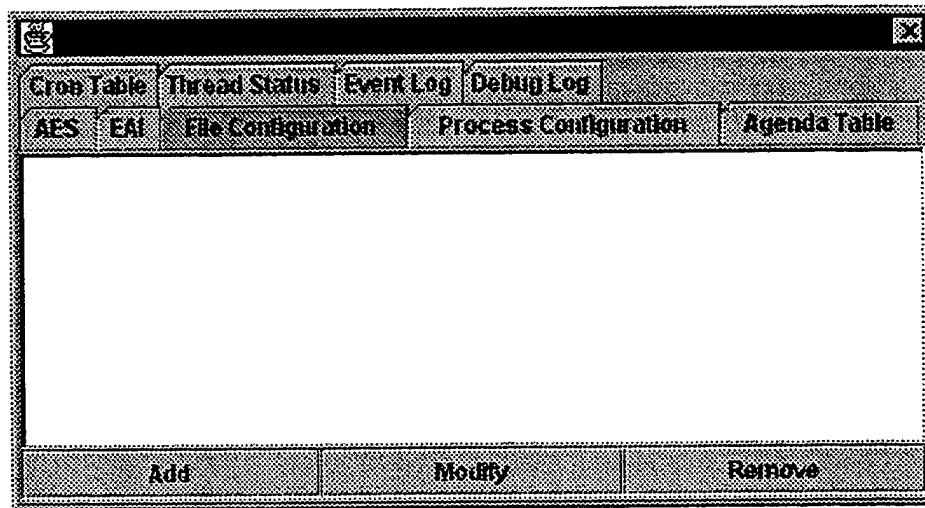 Cron Table Thread Status Event Log Debug Log
AES EAI File Configuration Process Configuration Agenda Table
Add Modify Remove